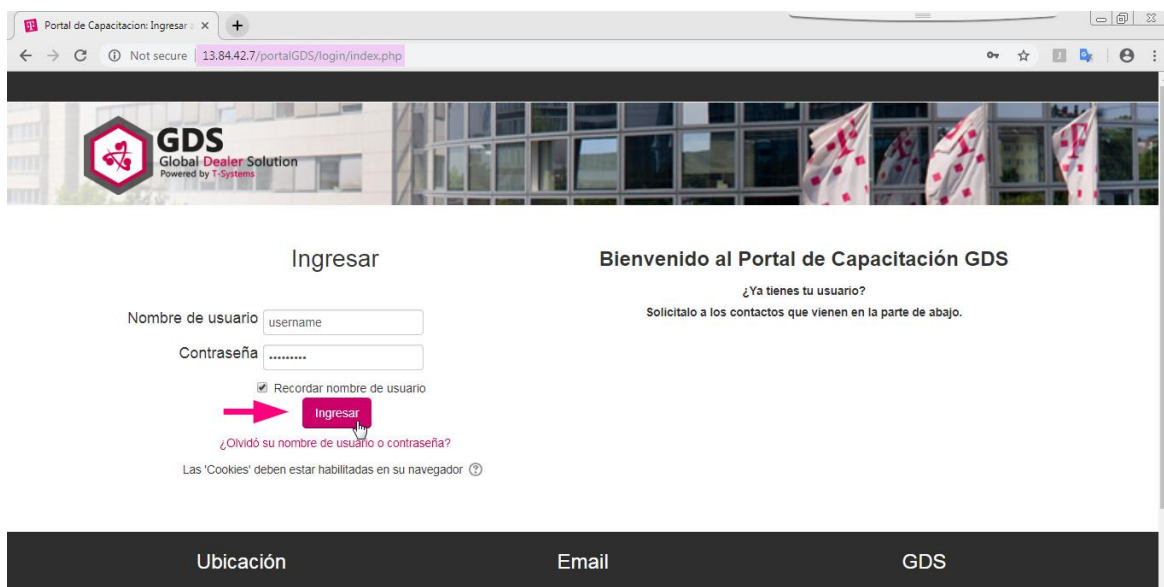 Portal de Capacitacion: Ingresar a
Not secure
13.84.42.7/portalGDS/login/index.php
GDS
Global Dealer Solution
Powered by T-Systems
Ingresar
Nombre de usuario
username
Contraseña
•••••••••
Recordar nombre de usuario
Ingresar
¿Olvidó su nombre de usuario o contraseña?
Las 'Cookies' deben estar habilitadas en su navegador
Bienvenido al Portal de Capacitación GDS
¿Ya tienes tu usuario?
Solicitalo a los contactos que vienen en la parte de abajo.
Ubicación
Email
GDS